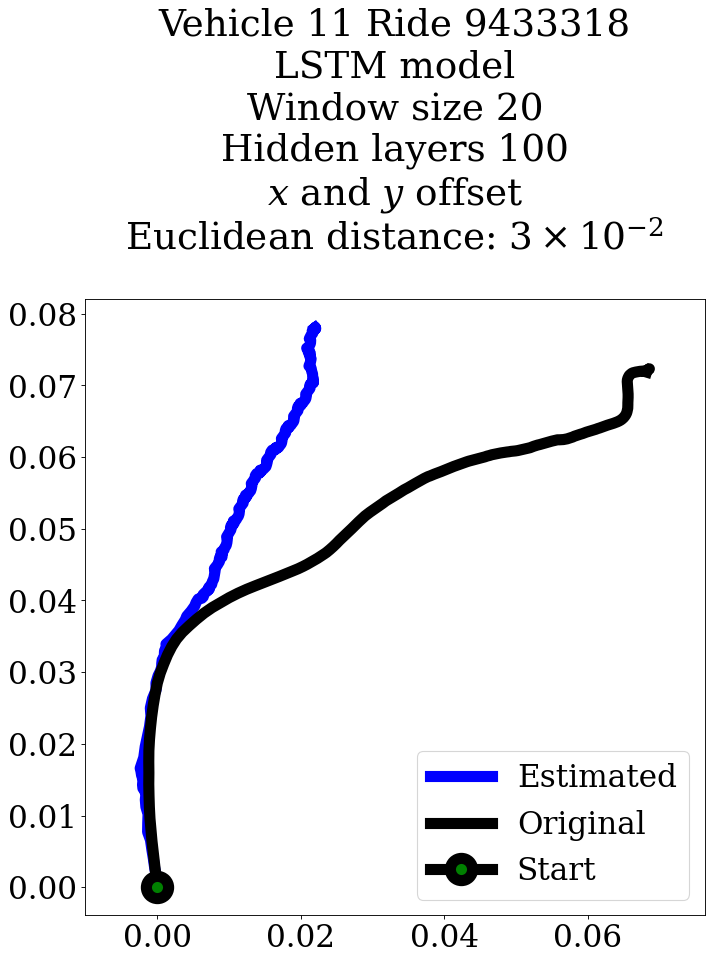 Vehicle 11 Ride 9433318
LSTM model
Window size 20
Hidden layers 100
x and y offset
Euclidean distance: 3 × 10⁻²
0.08
0.07
0.06
0.05
0.04
0.03
0.02
0.01
0.00
Estimated
Original
Start
0.00 0.02 0.04 0.06